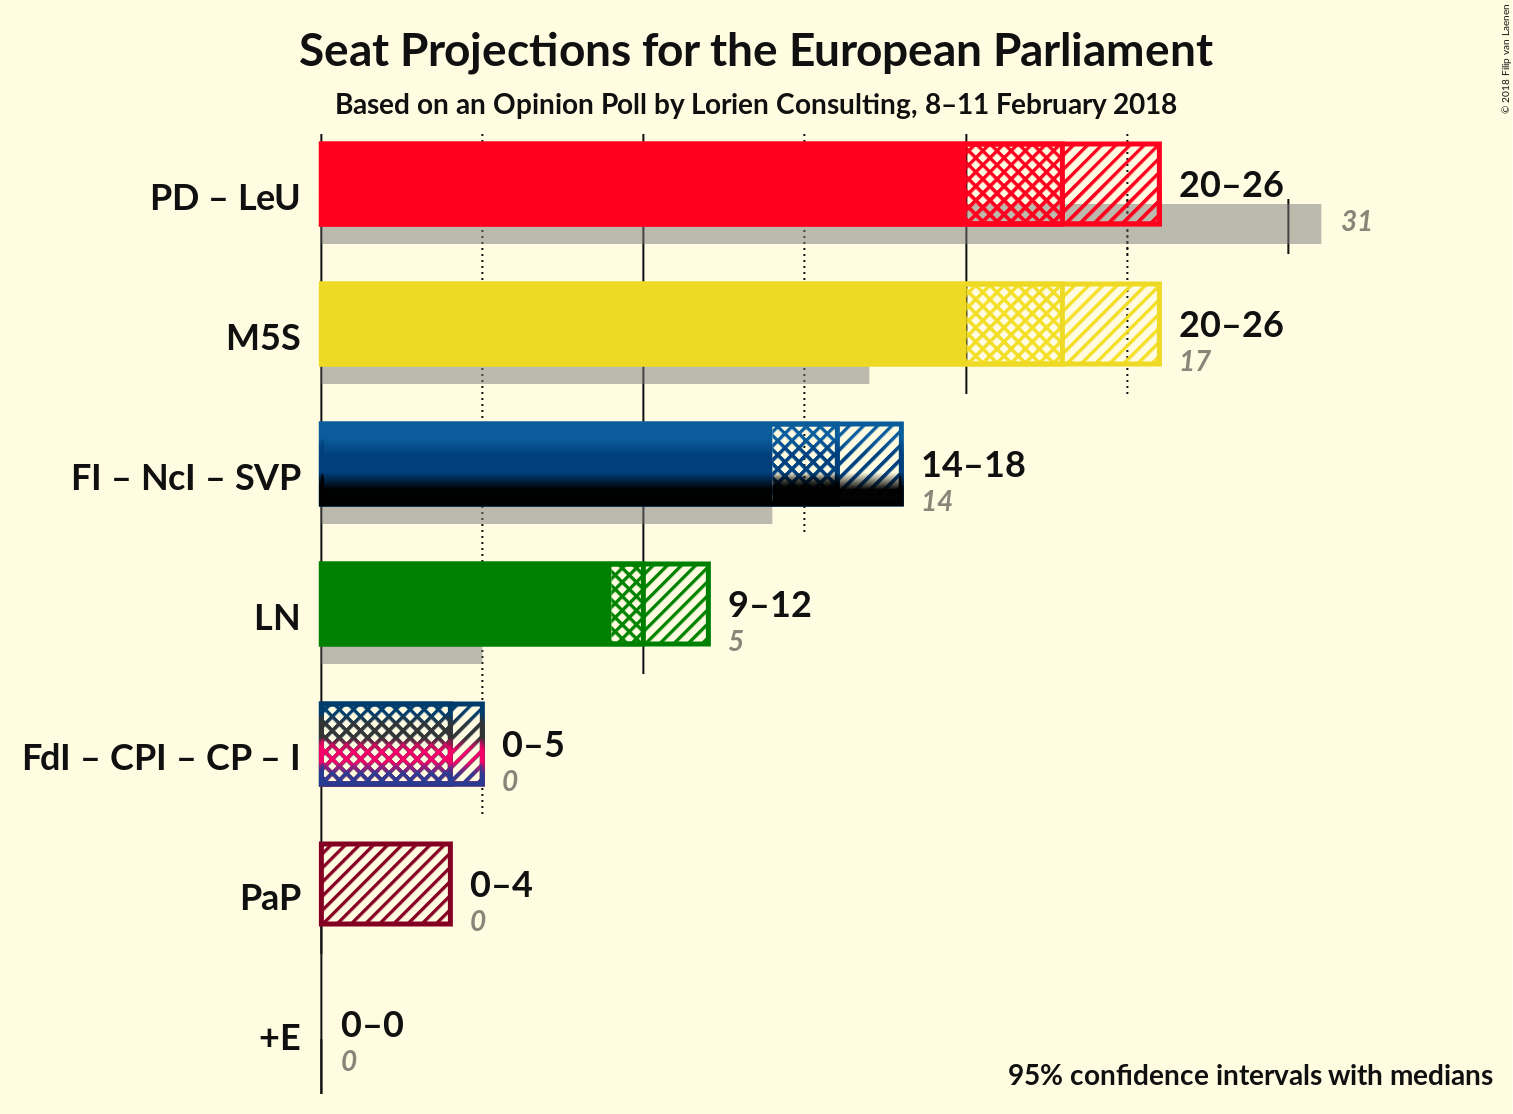 Seat Projections for the European Parliament
Based on an Opinion Poll by Lorien Consulting, 8–11 February 2018
© 2018 Filip van Laenen
PD – LeU
20–26
31
M5S
20–26
17
FI – NcI – SVP
14–18
14
LN
9–12
5
FdI – CPI – CP – I
0–5
0
PaP
0–4
0
+E
0–0
0
95% confidence intervals with medians